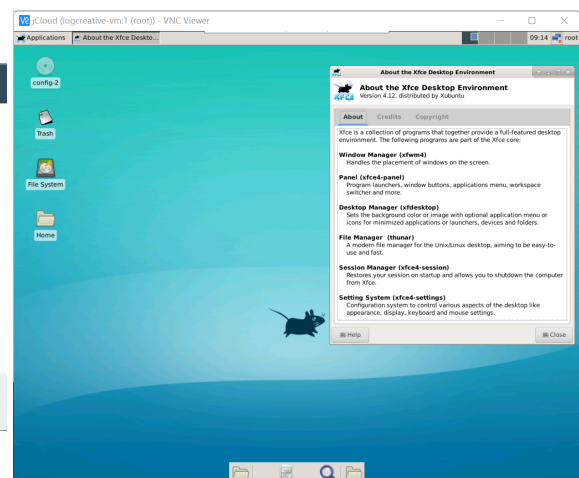 jCloud (logcreative-vm:1 (root)) - VNC Viewer
Applications
About the Xfce Deskto...
09:14
root
config-2
Trash
File System
Home
About the Xfce Desktop Environment
About the Xfce Desktop Environment
Version 4.12, distributed by Xubuntu
About Credits Copyright
Xfce is a collection of programs that together provide a full-featured desktop
environment. The following programs are part of the Xfce core:
Window Manager (xfwm4)
Handles the placement of windows on the screen.
Panel (xfce4-panel)
Program launchers, window buttons, applications menu, workspace
switcher and more.
Desktop Manager (xfdesktop)
Sets the background color or image with optional application menu or
icons for minimized applications or launchers, devices and folders.
File Manager (thunar)
A modern file manager for the Unix/Linux desktop, aiming to be easy-to-
use and fast.
Session Manager (xfce4-session)
Restores your session on startup and allows you to shutdown the computer
from Xfce.
Setting System (xfce4-settings)
Configuration system to control various aspects of the desktop like
appearance, display, keyboard and mouse settings.
Help
Close